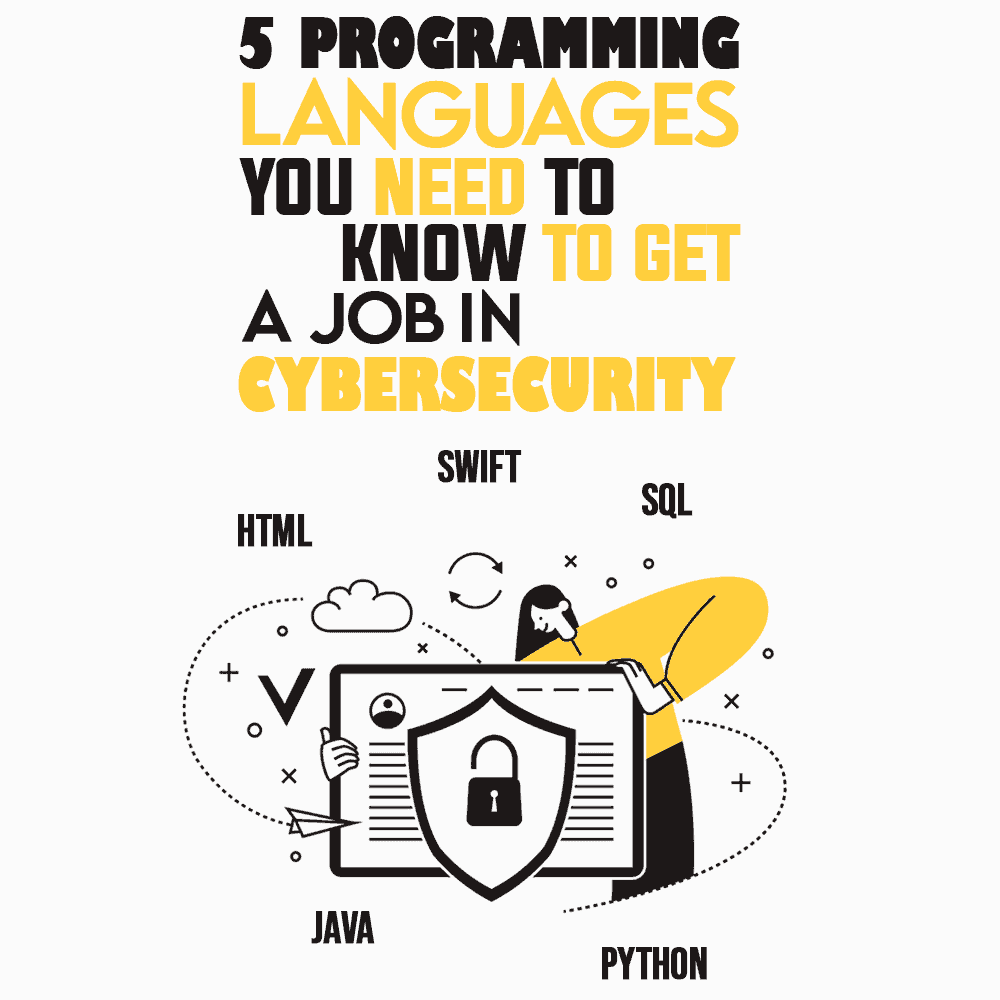 5 PROGRAMMING
LANGUAGES
YOU NEED TO
KNOW TO GET
A JOB IN
CYBERSECURITY
SWIFT
SQL
HTML
JAVA
PYTHON